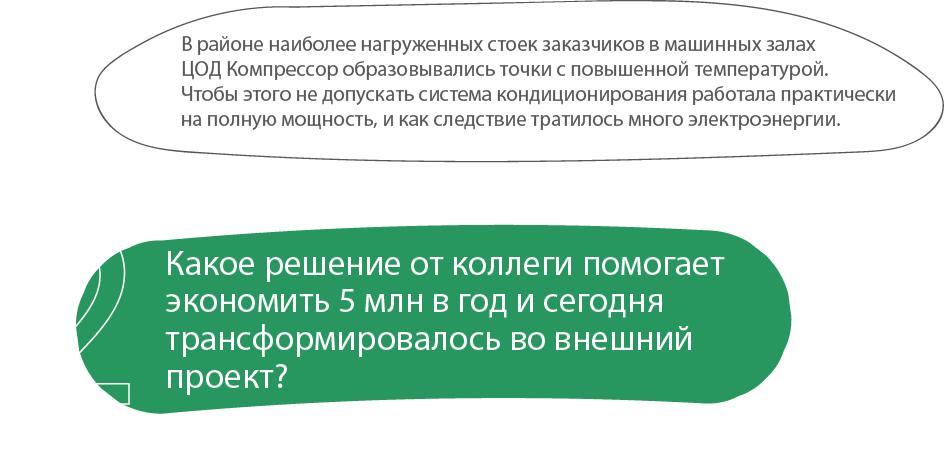 В районе наиболее нагруженных стоек заказчиков в машинных залах
ЦОД Компрессор образовывались точки с повышенной температурой.
Чтобы этого не допускать система кондиционирования работала практически
на полную мощность, и как следствие тратилось много электроэнергии.
Какое решение от коллеги помогает
экономить 5 млн в год и сегодня
трансформировалось во внешний
проект?